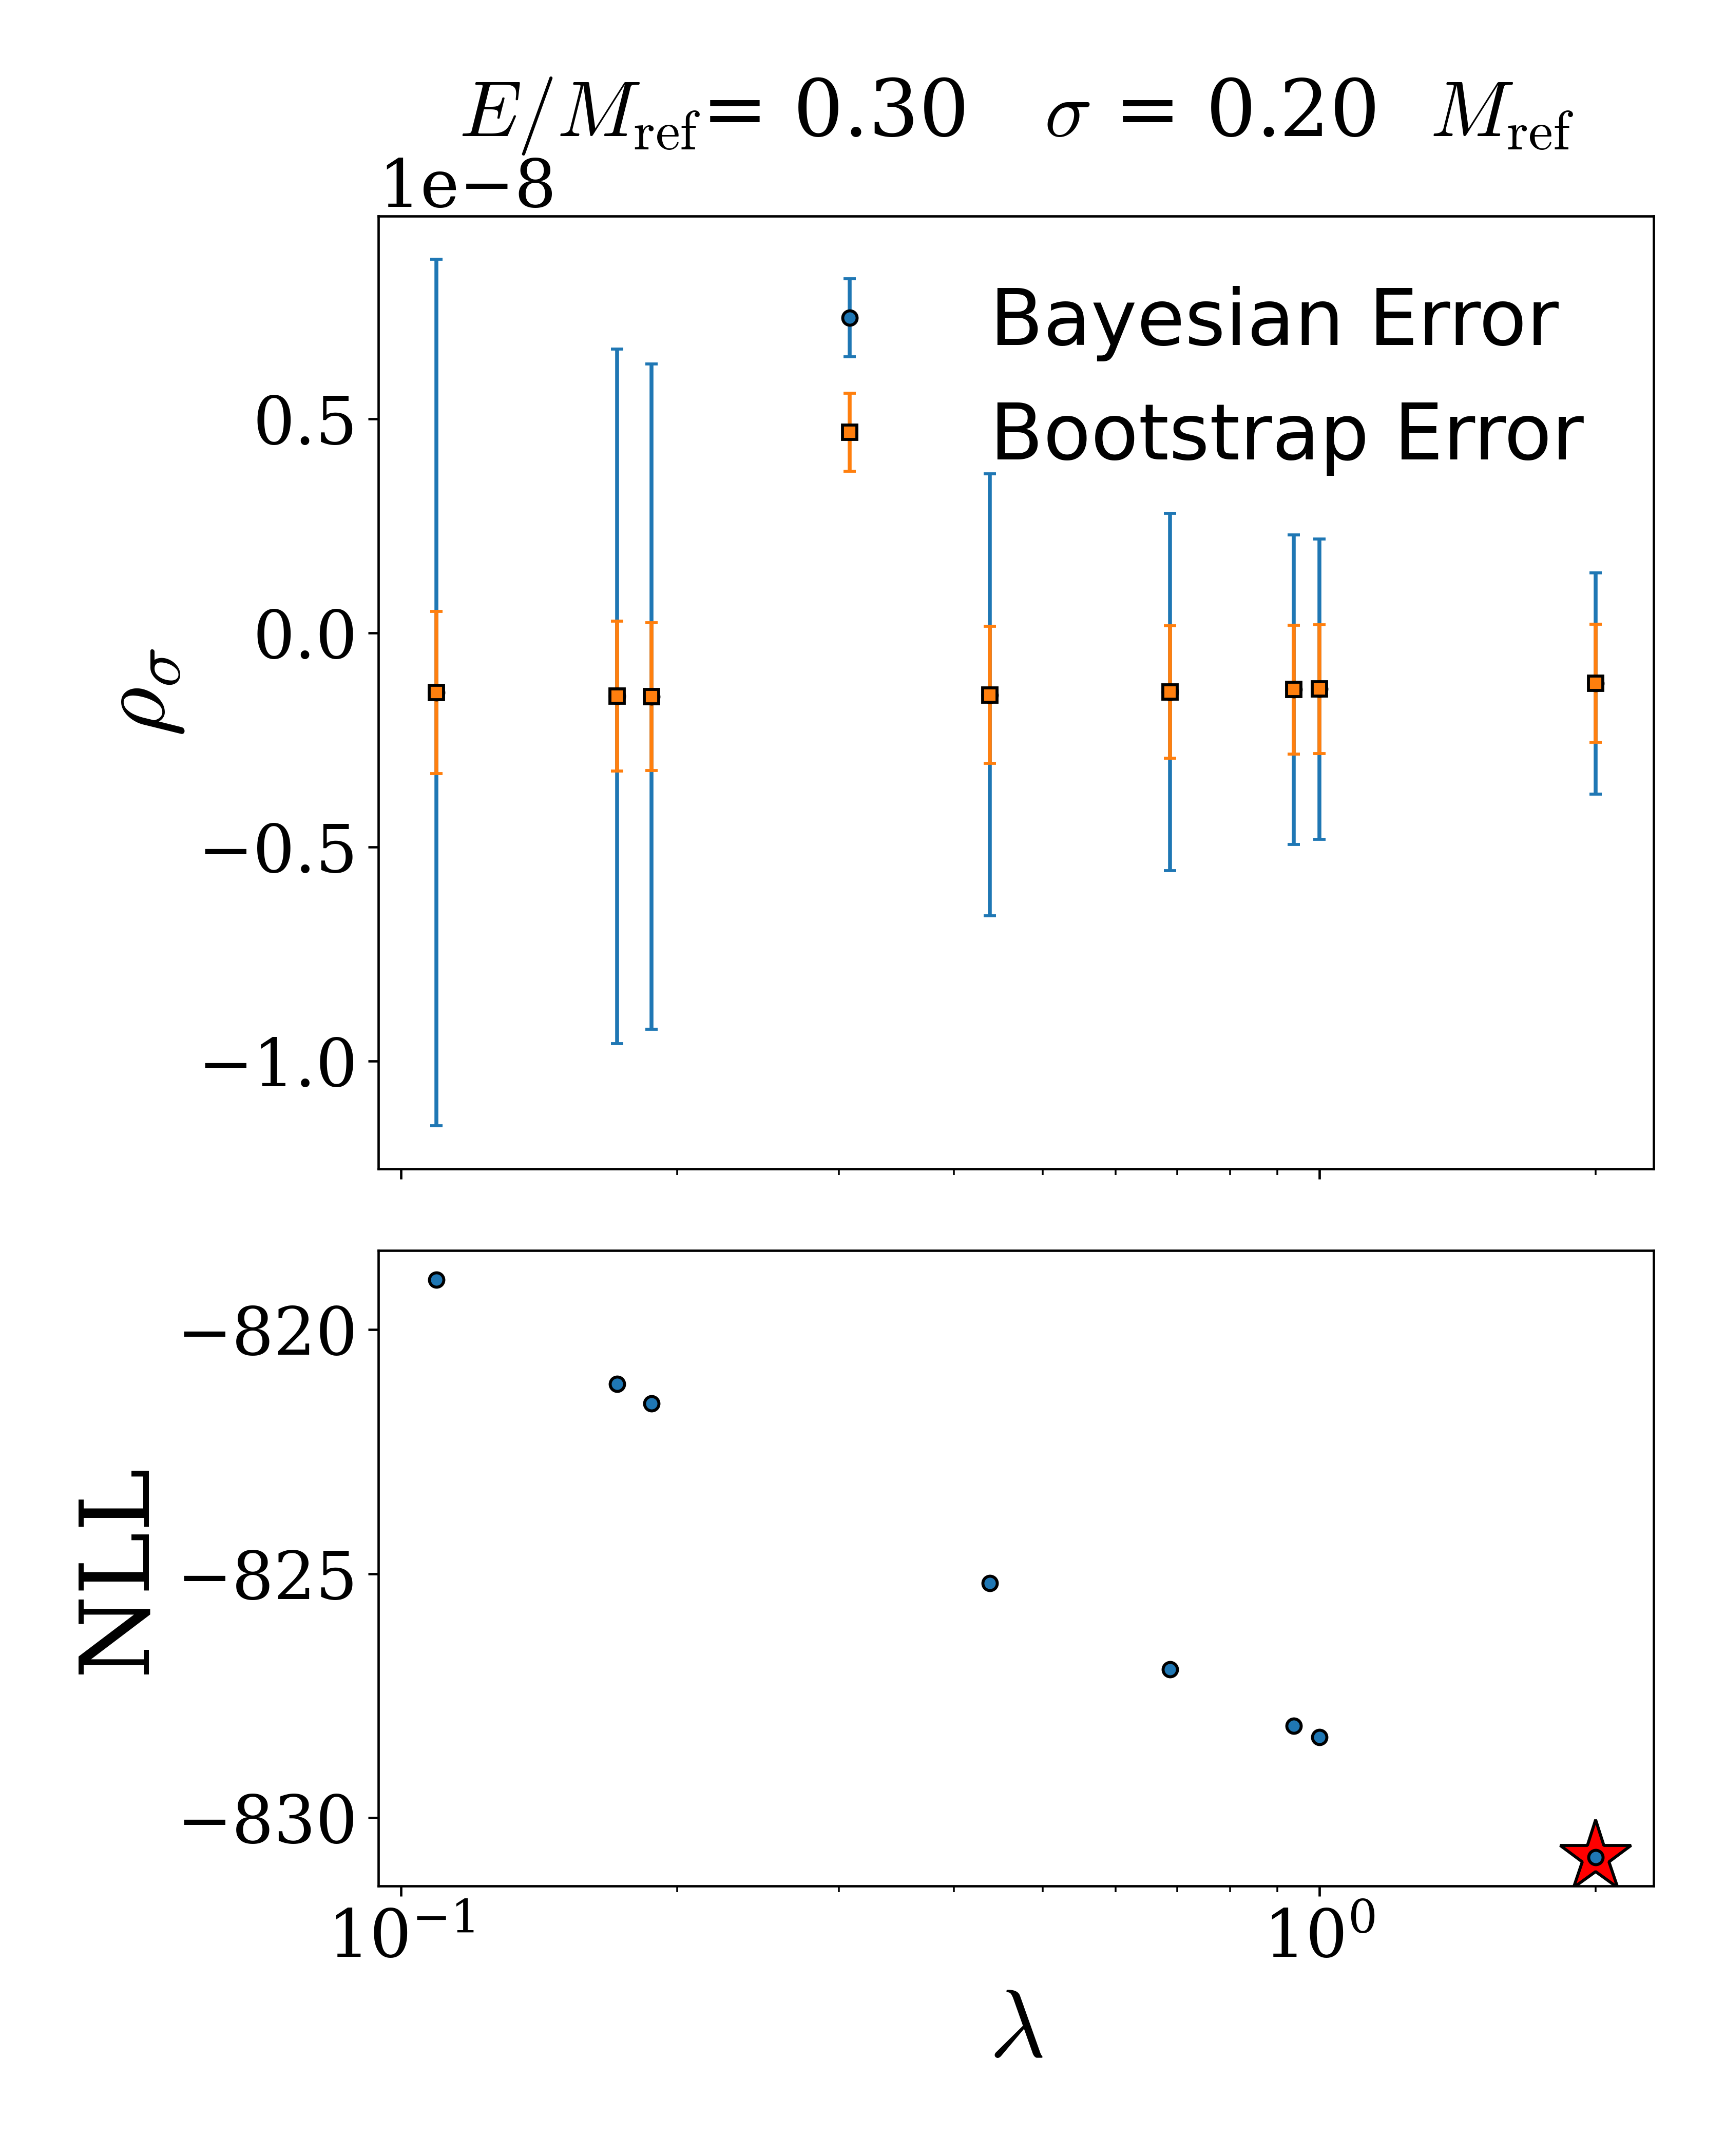 E/M_ref= 0.30 σ = 0.20 M_ref
1e−8
Bayesian Error
Bootstrap Error
0.5
0.0
−0.5
−1.0
ρ_σ
−820
−825
−830
NLL
10^−1
10^0
λ